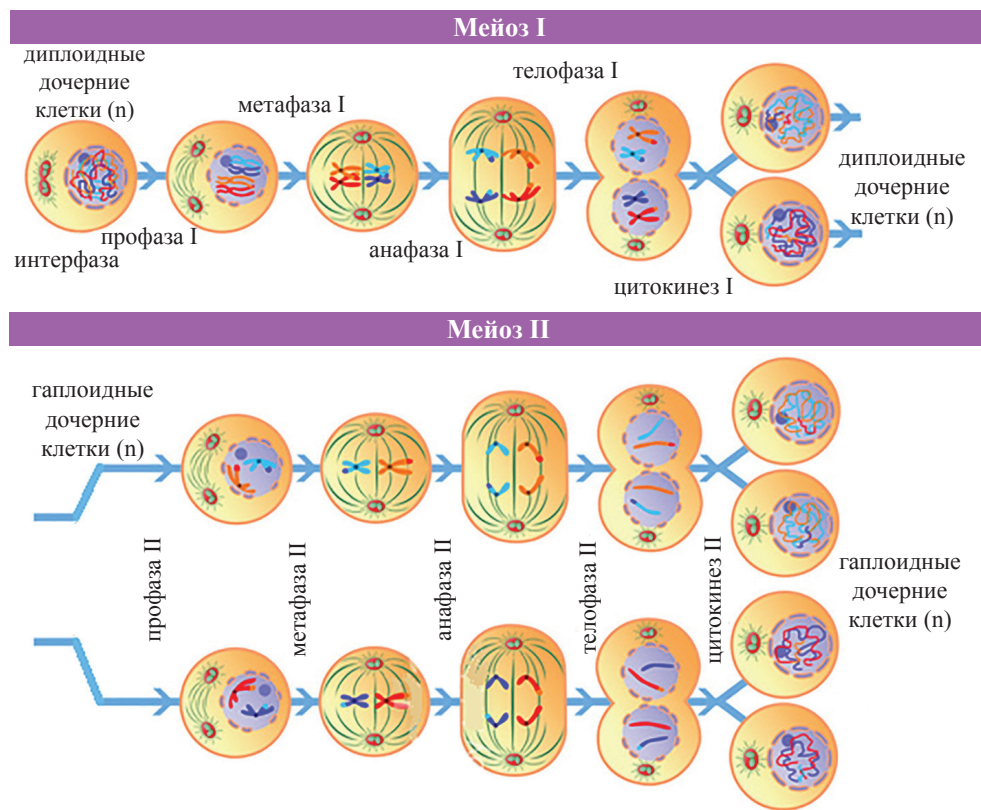 Мейоз I
диплоидные
дочерние
клетки (n)
метафаза I
телофаза I
профаза I
интерфаза
анафаза I
цитокинез I
диплоидные
дочерние
клетки (n)
Мейоз II
гаплоидные
дочерние
клетки (n)
профаза II
метафаза II
анафаза II
телофаза II
цитокинез II
гаплоидные
дочерние
клетки (n)